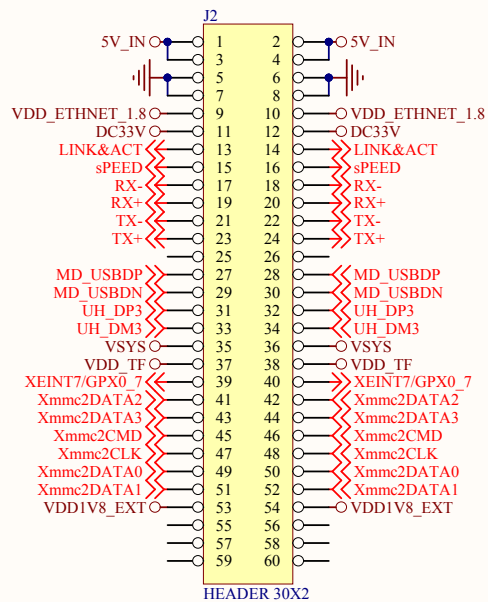 J2
5V_IN 1 2 5V_IN
3 4
5 6
7 8
VDD_ETHNET_1.8 9 10 VDD_ETHNET_1.8
DC33V 11 12 DC33V
LINK&ACT 13 14 LINK&ACT
sPEED 15 16 sPEED
RX- 17 18 RX-
RX+ 19 20 RX+
TX- 21 22 TX-
TX+ 23 24 TX+
25 26
MD_USBDP 27 28 MD_USBDP
MD_USBDN 29 30 MD_USBDN
UH_DP3 31 32 UH_DP3
UH_DM3 33 34 UH_DM3
VSYS 35 36 VSYS
VDD_TF 37 38 VDD_TF
XEINT7/GPX0_7 39 40 XEINT7/GPX0_7
Xmmc2DATA2 41 42 Xmmc2DATA2
Xmmc2DATA3 43 44 Xmmc2DATA3
Xmmc2CMD 45 46 Xmmc2CMD
Xmmc2CLK 47 48 Xmmc2CLK
Xmmc2DATA0 49 50 Xmmc2DATA0
Xmmc2DATA1 51 52 Xmmc2DATA1
VDD1V8_EXT 53 54 VDD1V8_EXT
55 56
57 58
59 60
HEADER 30X2